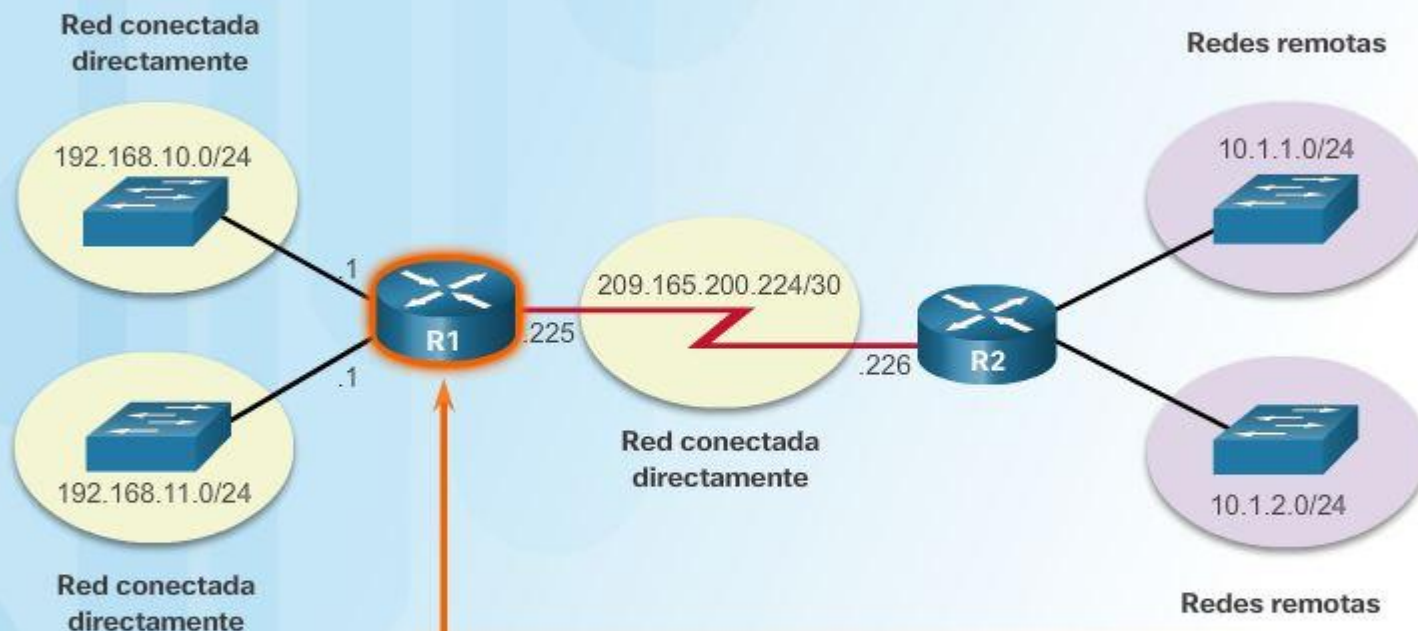 Red conectada
directamente
Redes remotas
192.168.10.0/24
10.1.1.0/24
.1
209.165.200.224/30
R1
.225
.226
R2
.1
Red conectada
directamente
192.168.11.0/24
10.1.2.0/24
Red conectada
directamente
Redes remotas